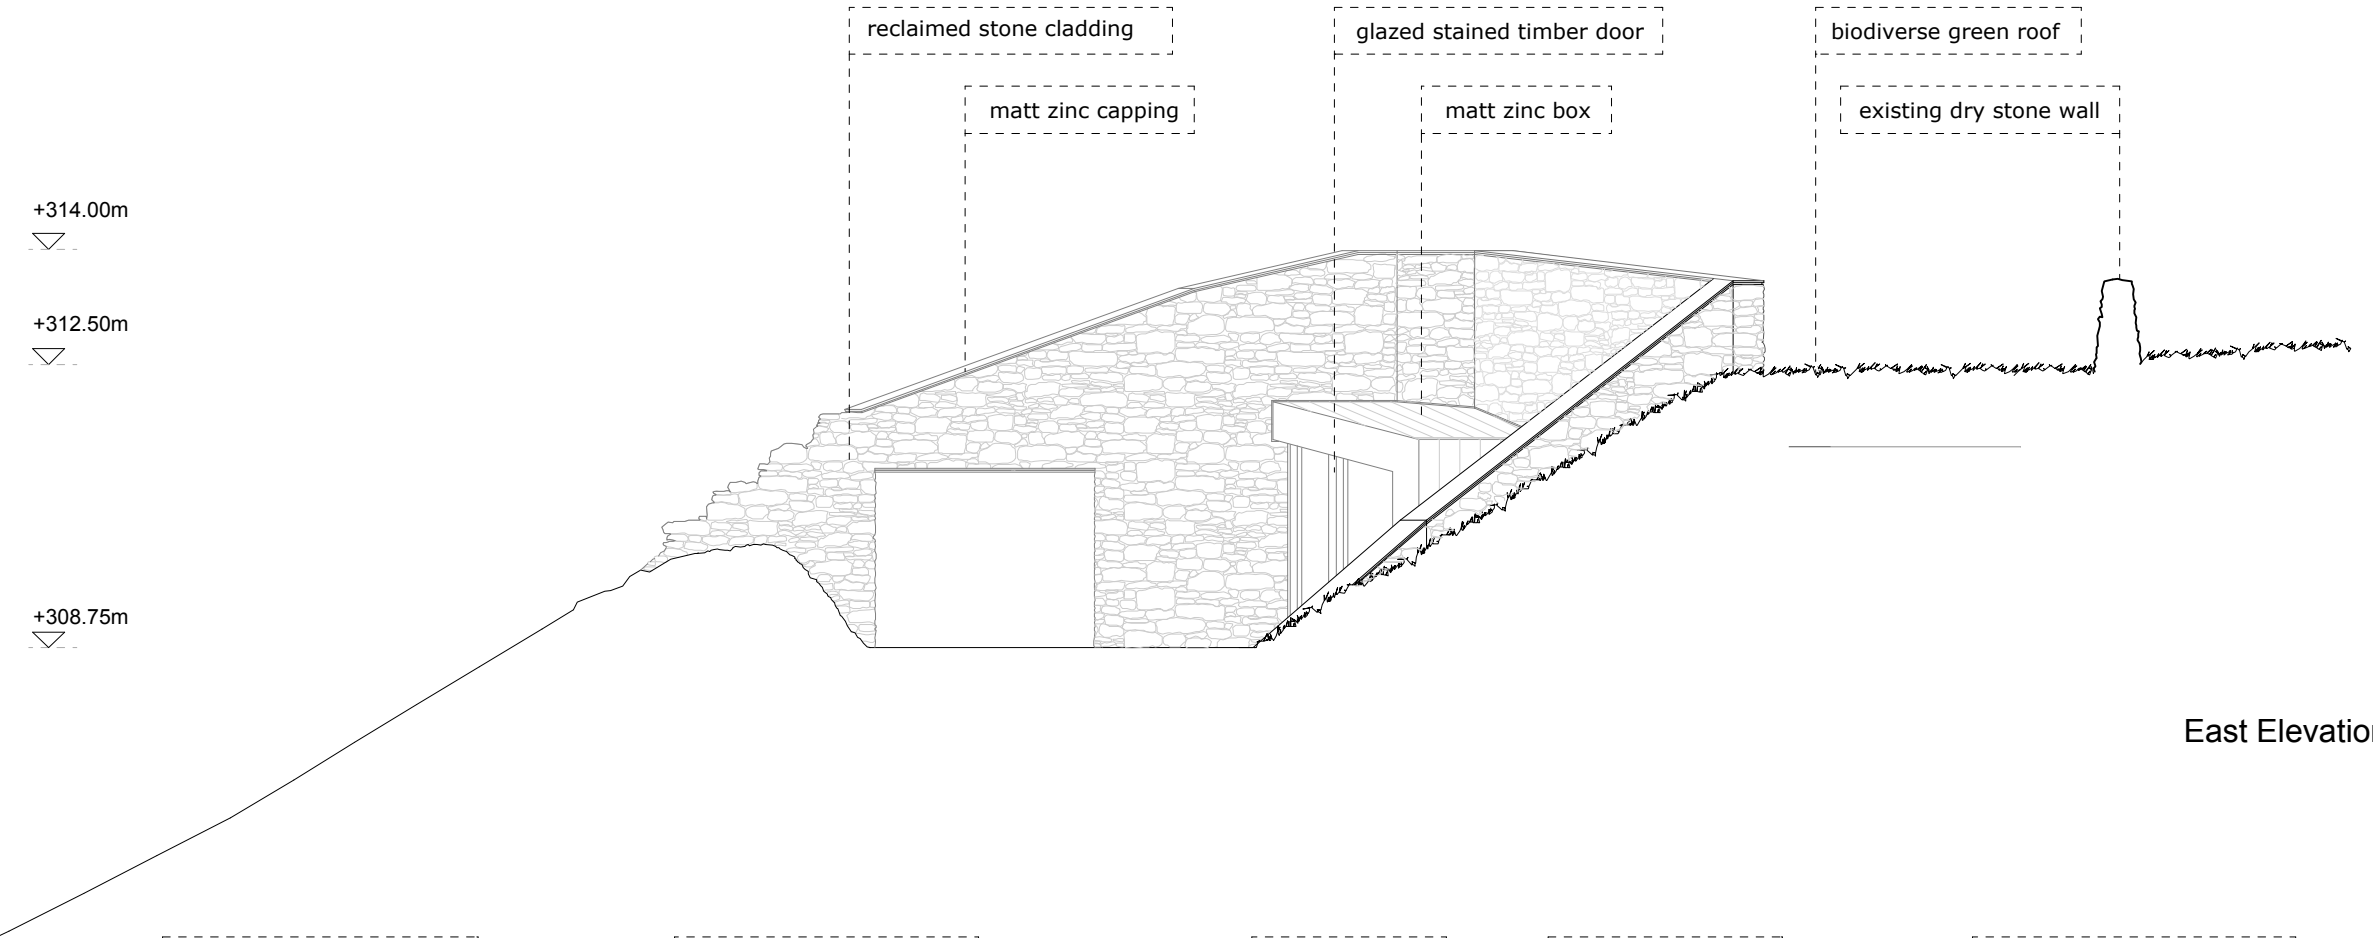 reclaimed stone cladding
glazed stained timber door
biodiverse green roof
matt zinc capping
matt zinc box
existing dry stone wall
+314.00m
+312.50m
+308.75m
East Elevation